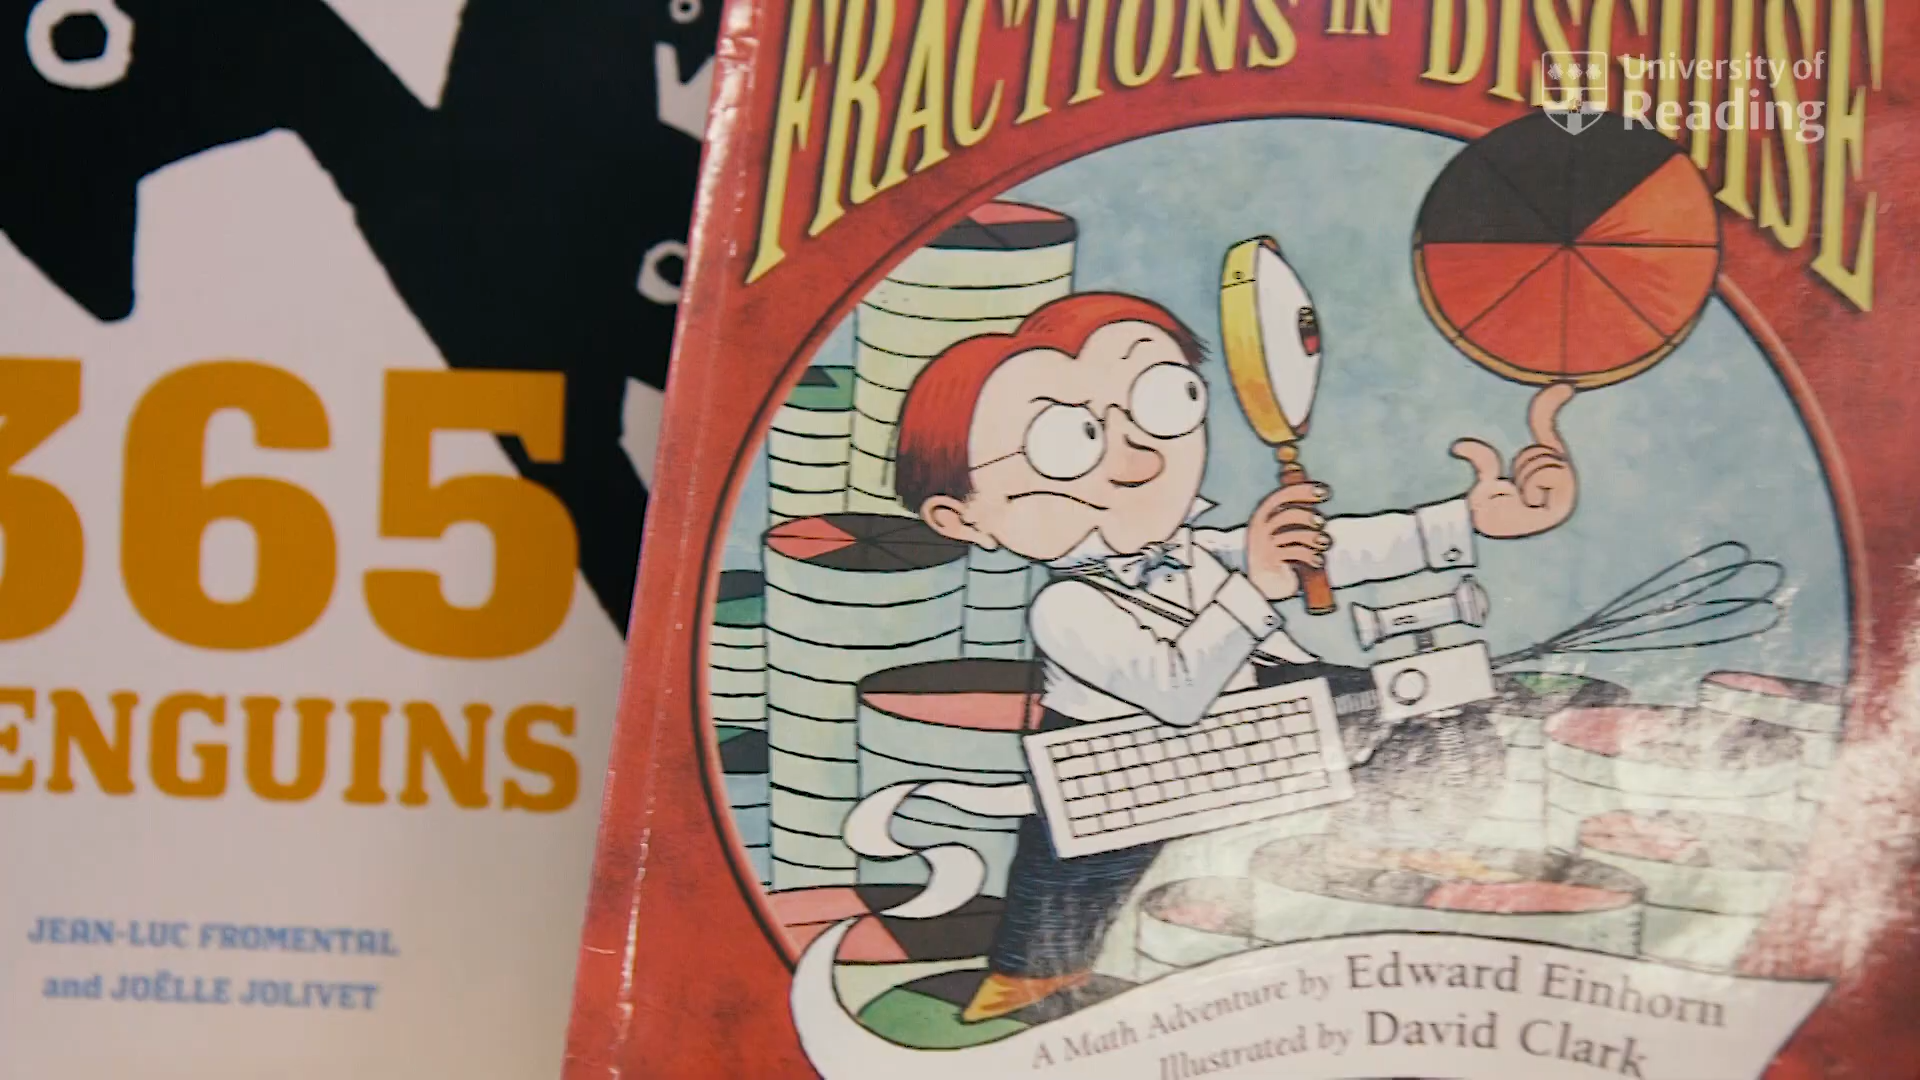 365
ENGUINS
JEAN-LUC FROMENTAL
and JOËLLE JOLIVET
FRACTIONS IN DISGUISE
A Math Adventure by Edward Einhorn
Illustrated by David Clark
University of
Reading